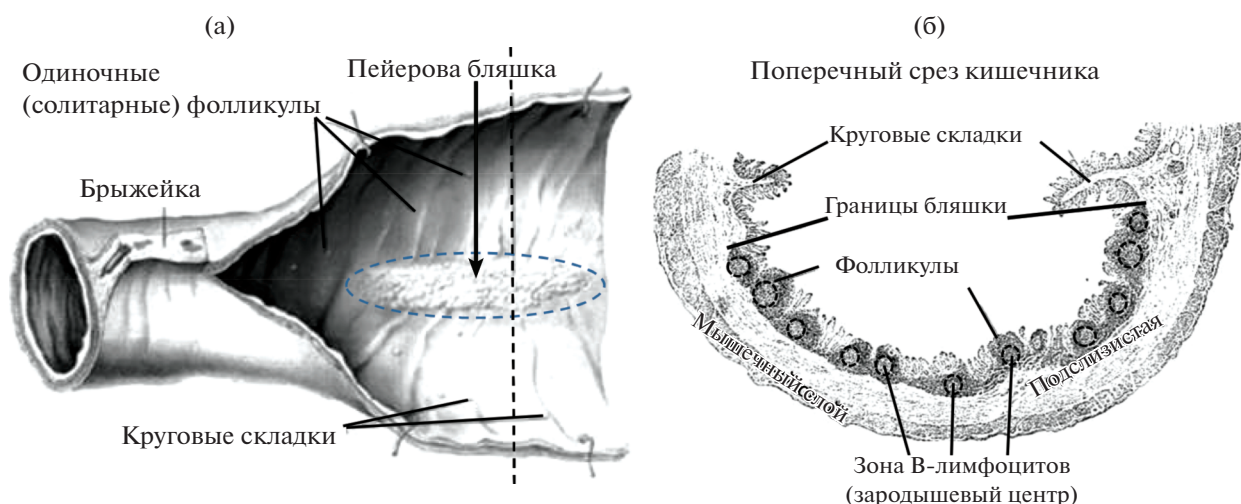 (а)
Одиночные
(солитарные) фолликулы
Пейерова бляшка
Брыжейка
Круговые складки
(б)
Поперечный срез кишечника
Круговые складки
Границы бляшки
Фолликулы
Мышечный слой
Подслизистая
Зона В-лимфоцитов
(зародышевый центр)